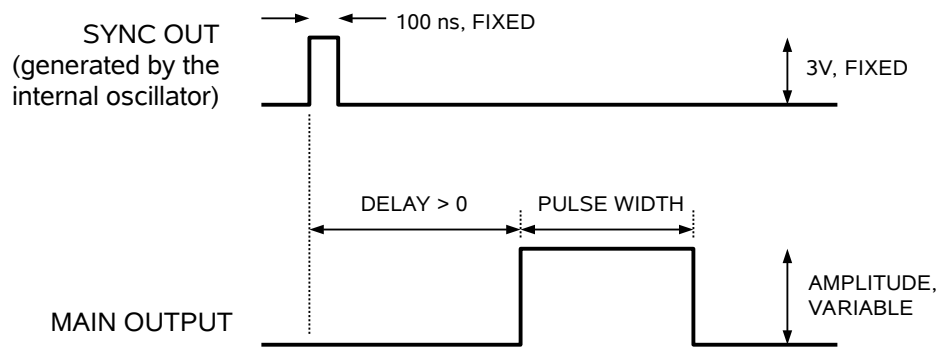 100 ns, FIXED
SYNC OUT
(generated by the
internal oscillator)
3V, FIXED
DELAY > 0
PULSE WIDTH
AMPLITUDE,
VARIABLE
MAIN OUTPUT